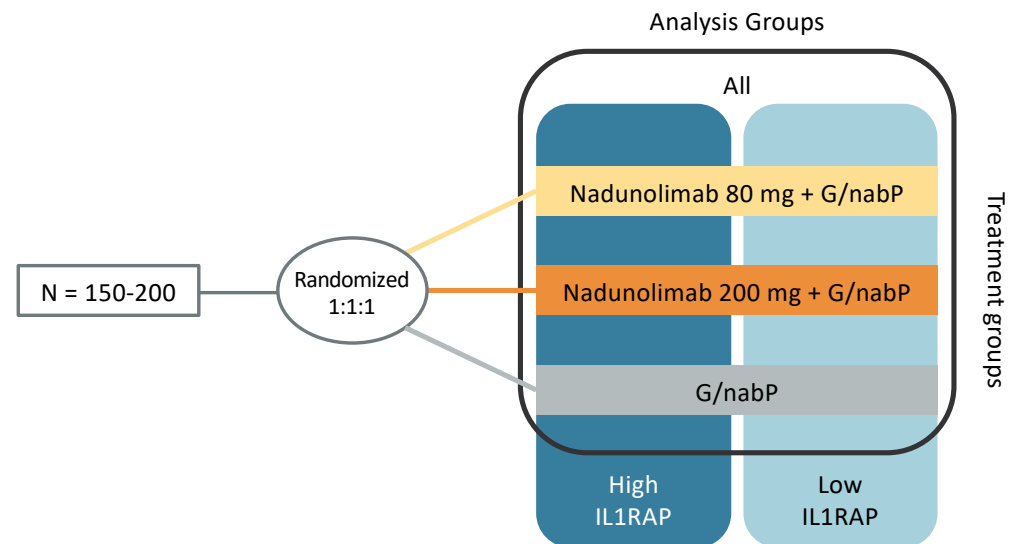 Analysis Groups
All
Nadunolimab 80 mg + G/nabP
N = 150-200
Randomized
1:1:1
Nadunolimab 200 mg + G/nabP
G/nabP
Treatment groups
High
IL1RAP
Low
IL1RAP